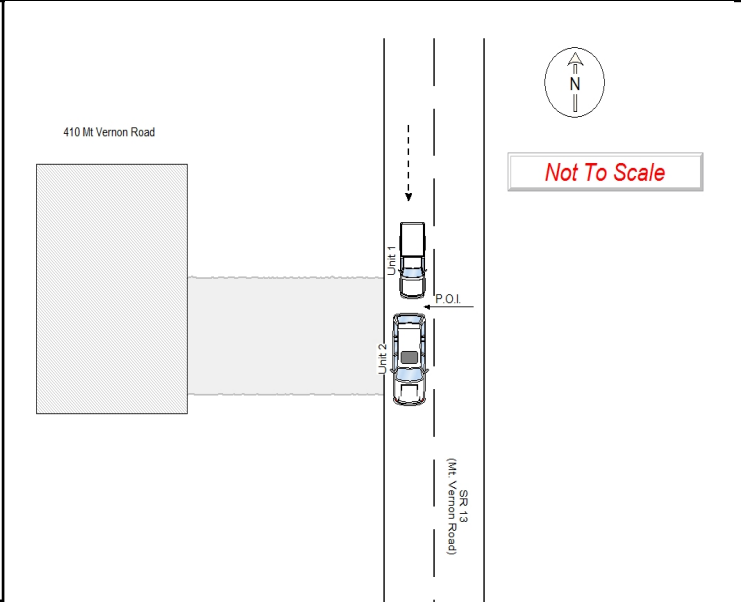 N
410 Mt Vernon Road
Not To Scale
Unit 1
P.O.I.
Unit 2
SR 13
(Mt. Vernon Road)